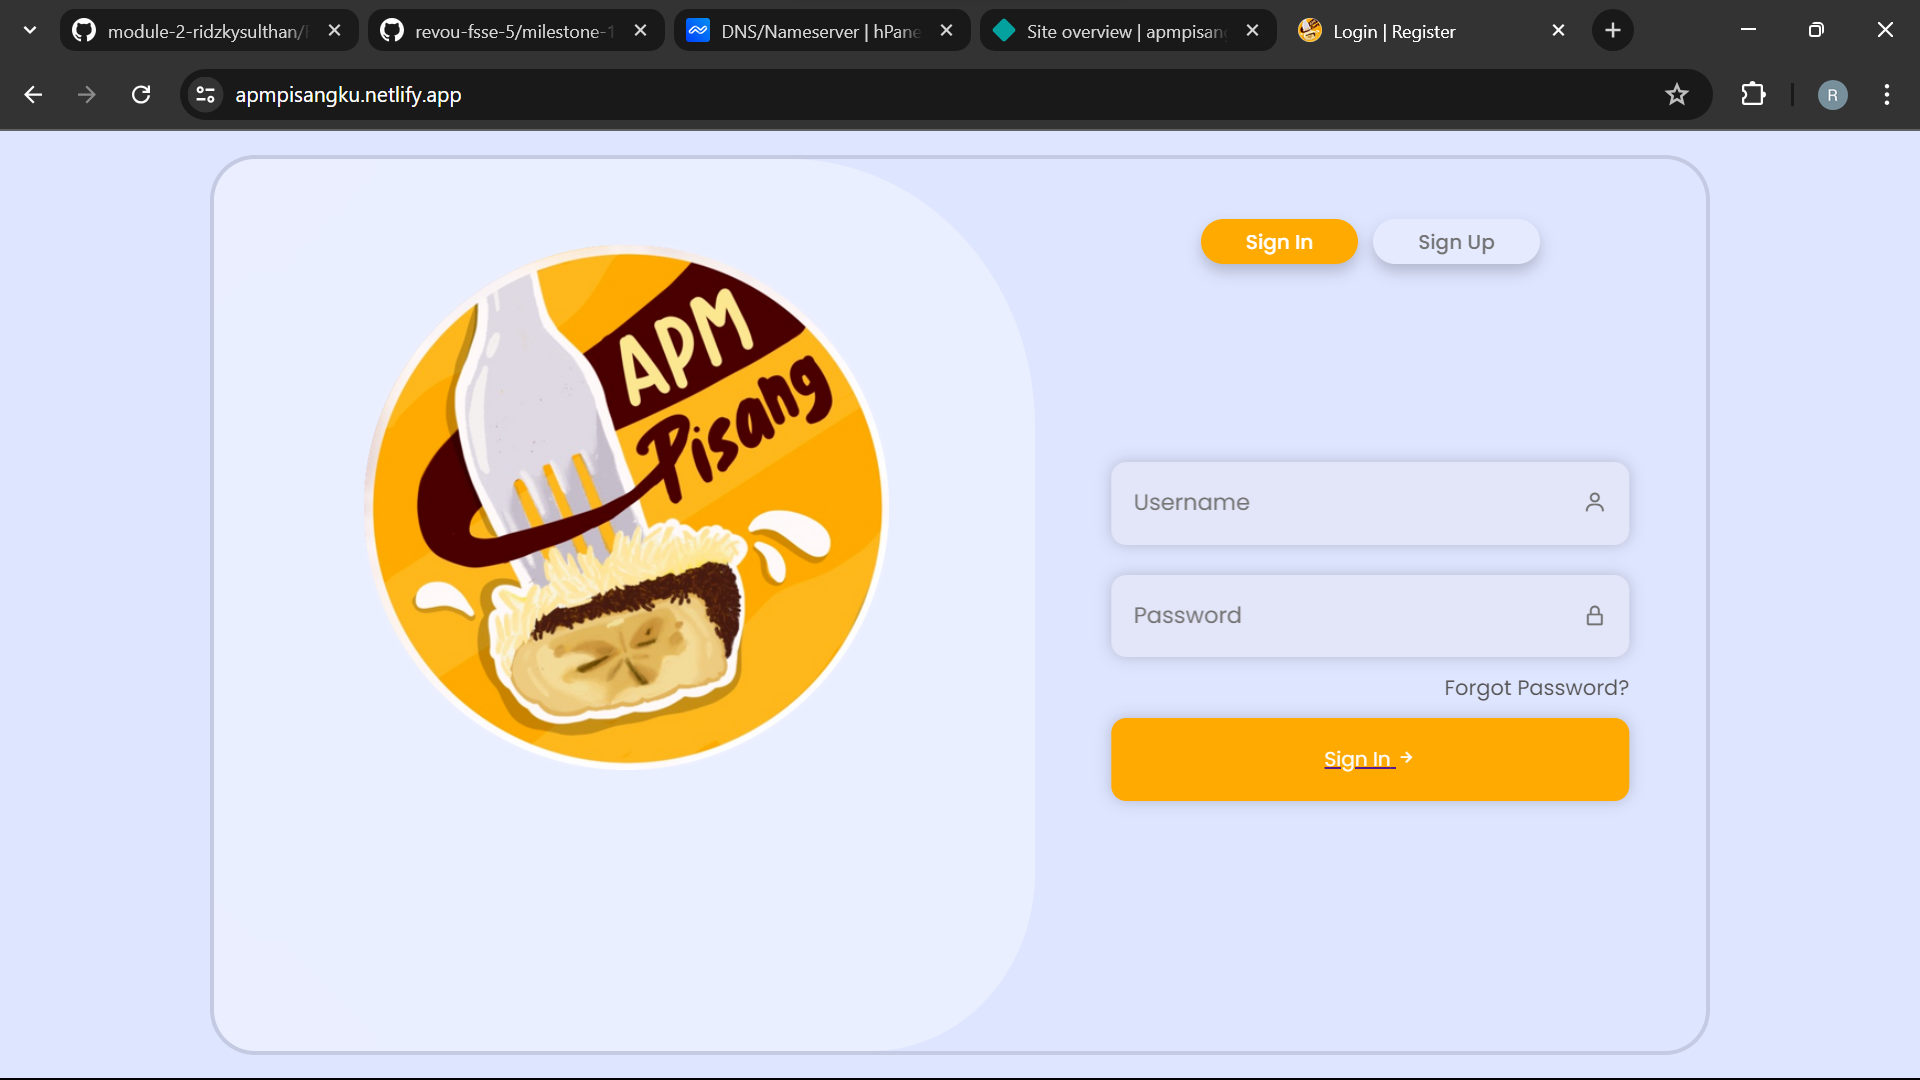 module-2-ridzkysulthan/
revou-fsse-5/milestone-1
DNS/Nameserver | hPane
Site overview | apmpisang
Login | Register
apmpisangku.netlify.app
R
Sign In
Sign Up
APM
Pisang
Username
Password
Forgot Password?
Sign In →